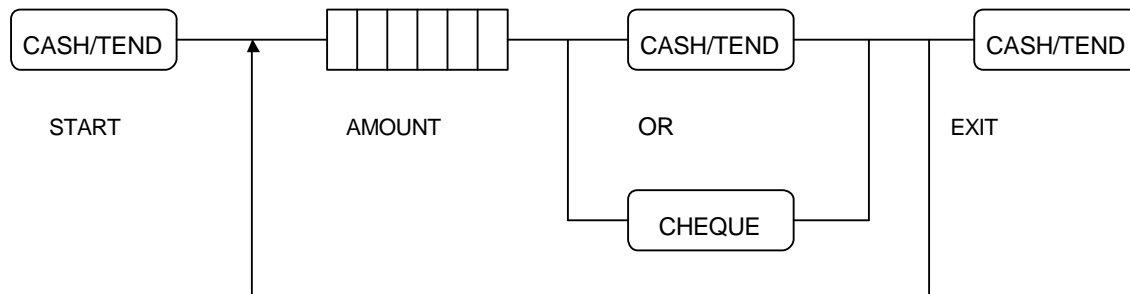 CASH/TEND CASH/TEND CASH/TEND
START AMOUNT OR EXIT
CHEQUE